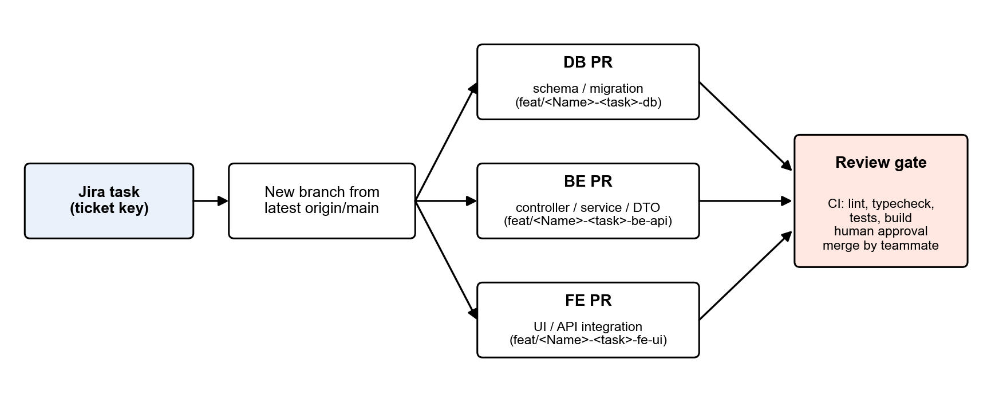 Jira task
(ticket key)
New branch from
latest origin/main
DB PR
schema / migration
(feat/<Name>-<task>-db)
BE PR
controller / service / DTO
(feat/<Name>-<task>-be-api)
FE PR
UI / API integration
(feat/<Name>-<task>-fe-ui)
Review gate
CI: lint, typecheck,
tests, build
human approval
merge by teammate